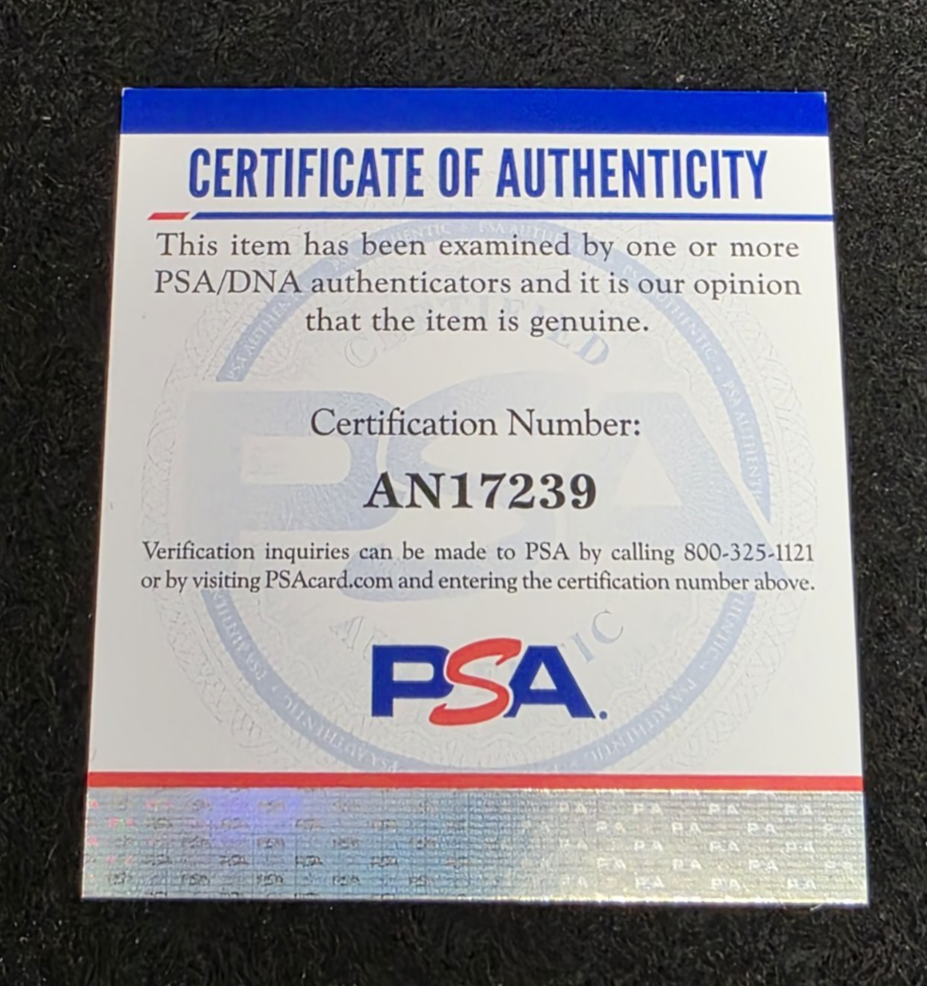 CERTIFICATE OF AUTHENTICITY
This item has been examined by one or more
PSA/DNA authenticators and it is our opinion
that the item is genuine.
CERTIFIED
Certification Number:
AN17239
Verification inquiries can be made to PSA by calling 800-325-1121
or by visiting PSAcard.com and entering the certification number above.
PSA.